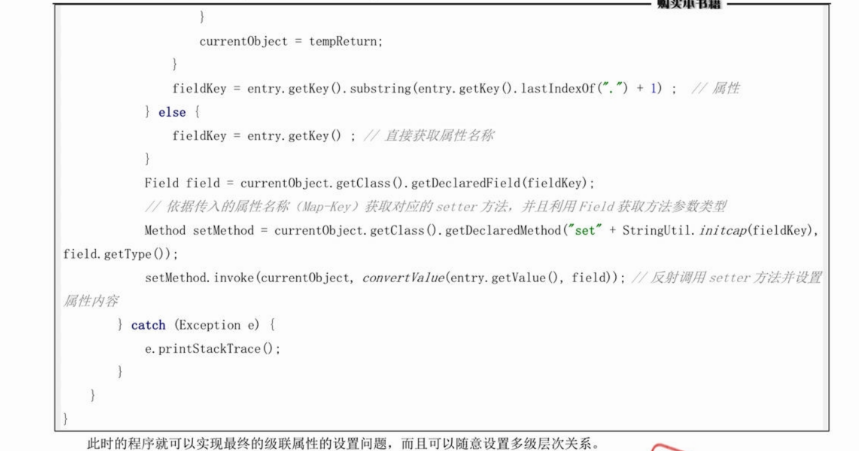 购买本书籍
}
currentObject = tempReturn;
}
fieldKey = entry.getKey().substring(entry.getKey().lastIndexOf(".") + 1) ; // 属性
} else {
fieldKey = entry.getKey() ; // 直接获取属性名称
}
Field field = currentObject.getClass().getDeclaredField(fieldKey);
// 依据传入的属性名称（Map-Key）获取对应的 setter 方法，并且利用 Field 获取方法参数类型
Method setMethod = currentObject.getClass().getDeclaredMethod("set" + StringUtil.initcap(fieldKey),
field.getType());
setMethod.invoke(currentObject, convertValue(entry.getValue(), field)); // 反射调用 setter 方法并设置
属性内容
} catch (Exception e) {
e.printStackTrace();
}
}
}
此时的程序就可以实现最终的级联属性的设置问题，而且可以随意设置多级层次关系。